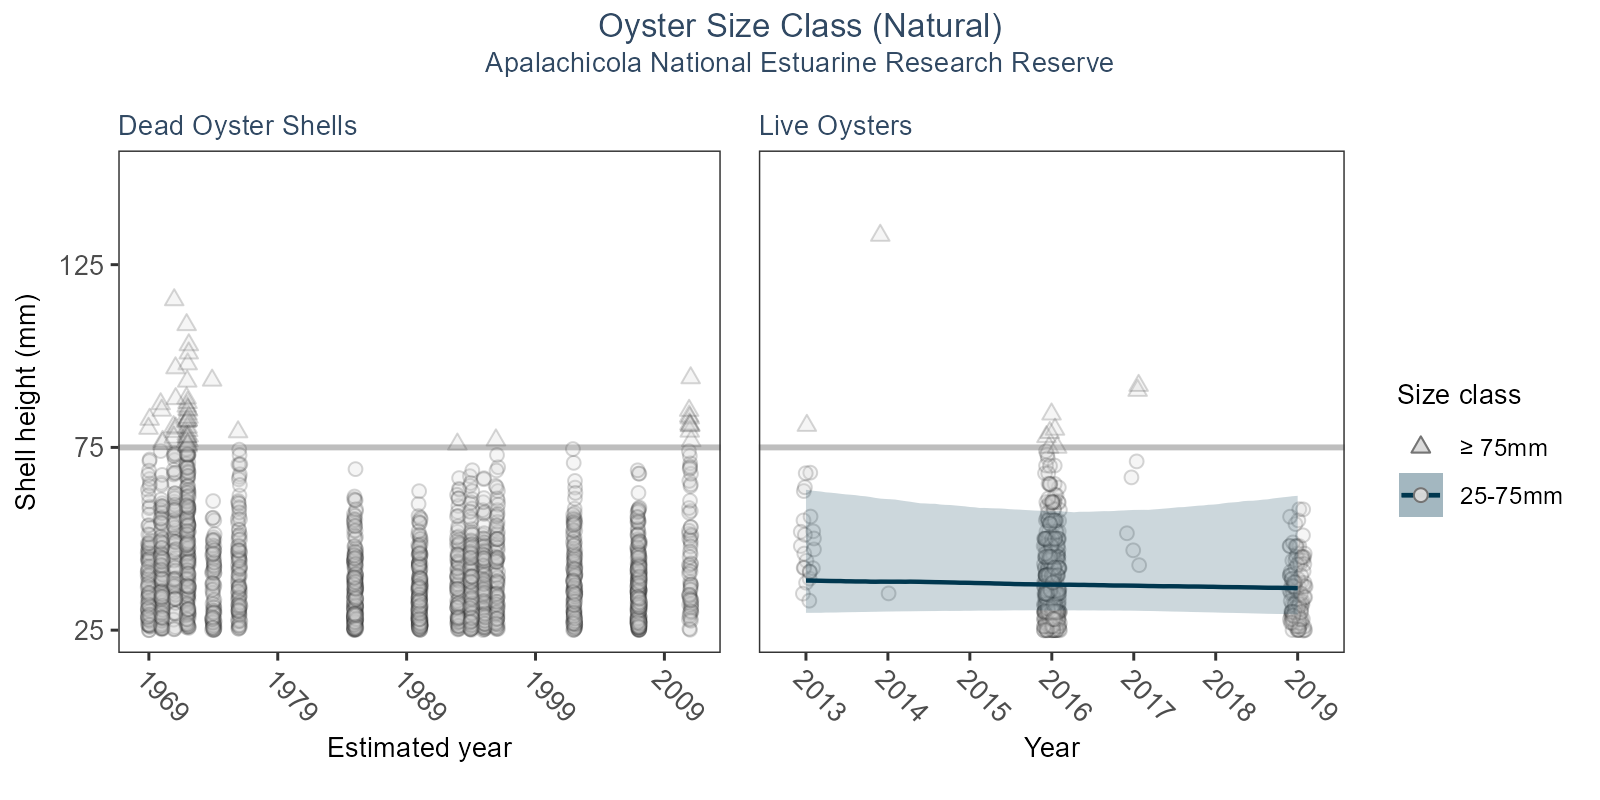 Oyster Size Class (Natural)
Apalachicola National Estuarine Research Reserve
Dead Oyster Shells
Live Oysters
Shell height (mm)
125
75
25
1969
1979
1989
1999
2009
Estimated year
2013
2014
2015
2016
2017
2018
2019
Year
Size class
≥ 75mm
25-75mm